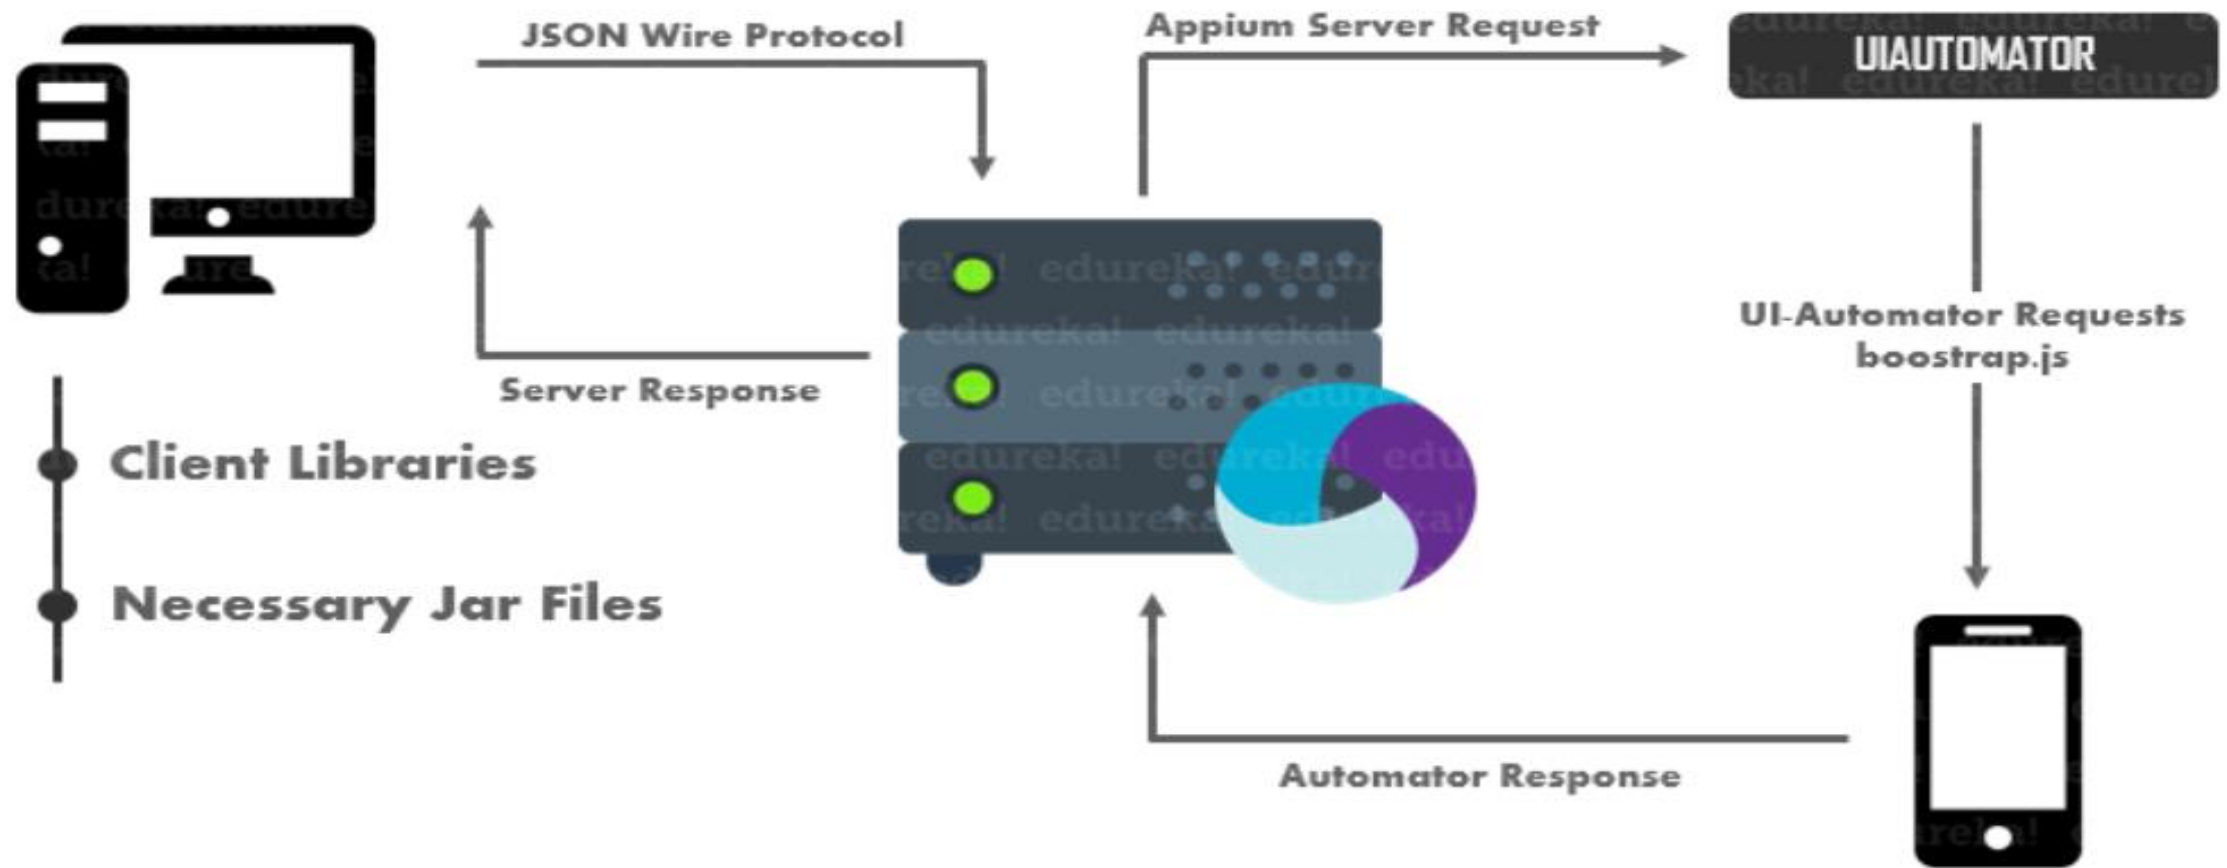 JSON Wire Protocol
Appium Server Request
UIAUTOMATOR
UI-Automator Requests
boostrap.js
Server Response
Client Libraries
Necessary Jar Files
Automator Response
edureka!